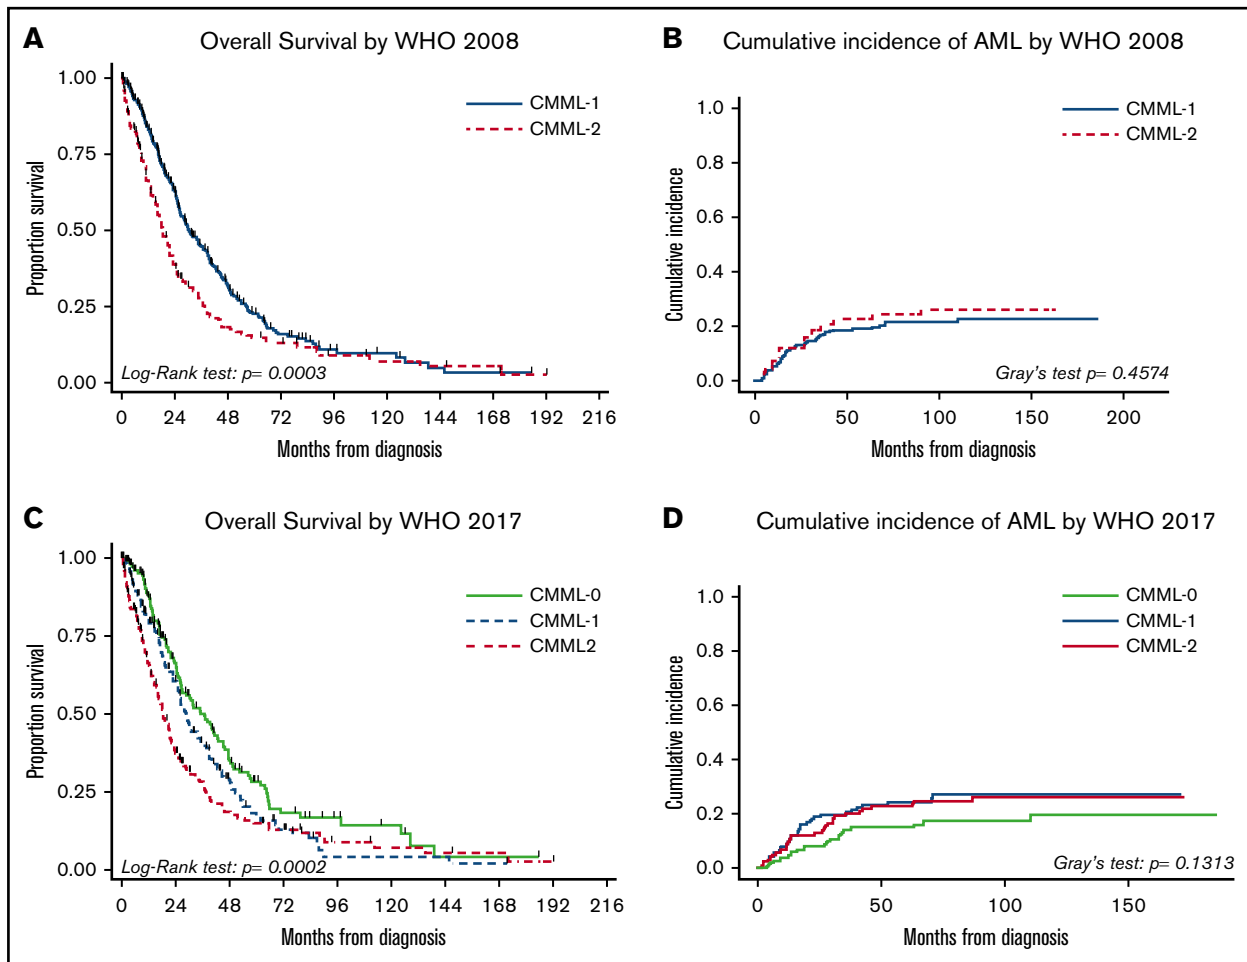 A
Overall Survival by WHO 2008
1.00
0.75
0.50
0.25
0.00
Proportion survival
CMML-1
CMML-2
Log-Rank test: p= 0.0003
0 24 48 72 96 120 144 168 192 216
Months from diagnosis
B
Cumulative incidence of AML by WHO 2008
1.0
0.8
0.6
0.4
0.2
0.0
Cumulative incidence
CMML-1
CMML-2
Gray's test p= 0.4574
0 50 100 150 200
Months from diagnosis
C
Overall Survival by WHO 2017
1.00
0.75
0.50
0.25
0.00
Proportion survival
CMML-0
CMML-1
CMML2
Log-Rank test: p= 0.0002
0 24 48 72 96 120 144 168 192 216
Months from diagnosis
D
Cumulative incidence of AML by WHO 2017
1.0
0.8
0.6
0.4
0.2
0.0
Cumulative incidence
CMML-0
CMML-1
CMML-2
Gray's test: p= 0.1313
0 50 100 150
Months from diagnosis